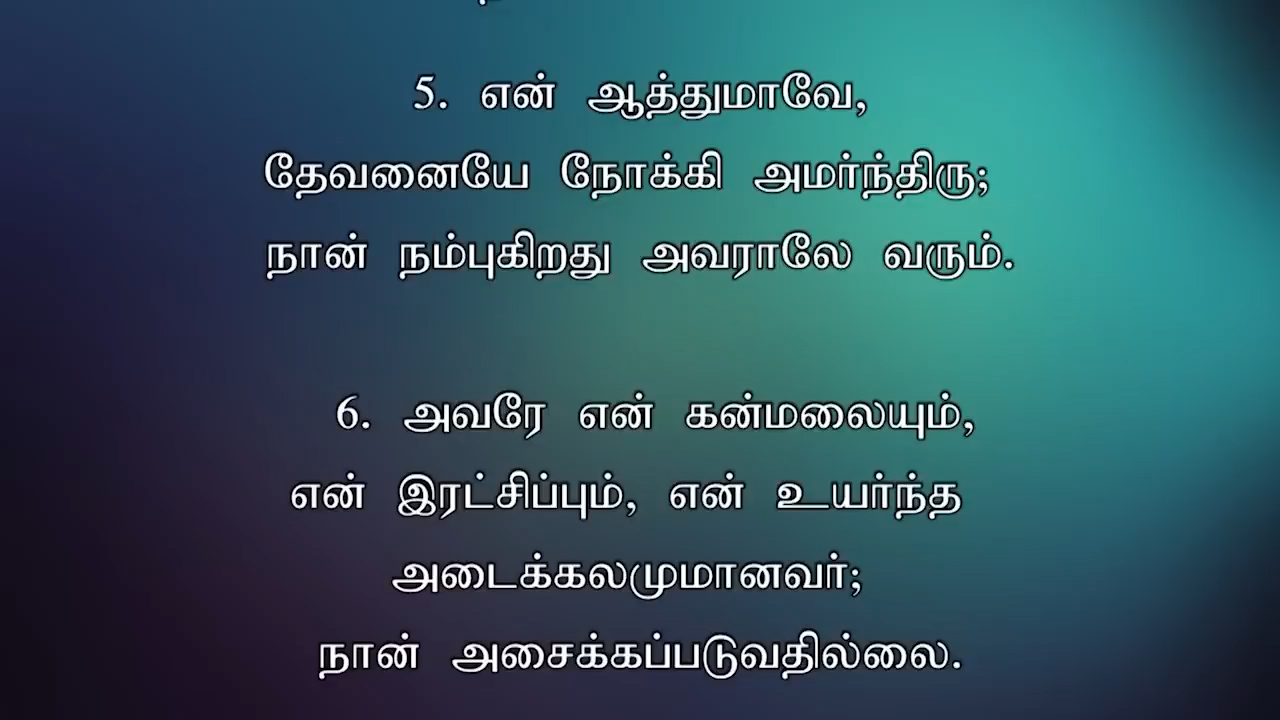 5. என் ஆத்துமாவே,
தேவனையே நோக்கி அமர்ந்திரு;
நான் நம்புகிறது அவராலே வரும்.
6. அவரே என் கன்மலையும்,
என் இரட்சிப்பும், என் உயர்ந்த
அடைக்கலமுமானவர்;
நான் அசைக்கப்படுவதில்லை.